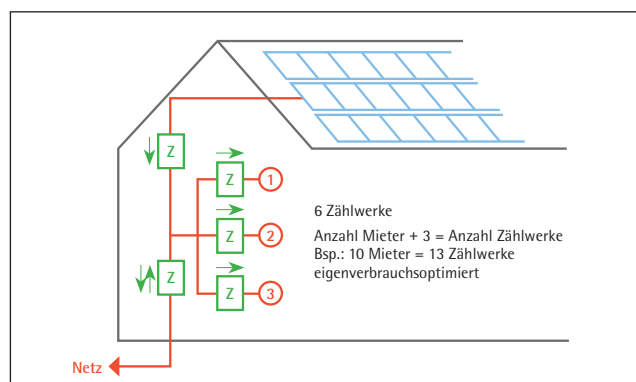 Z
Z
1
6 Zählwerke
Anzahl Mieter + 3 = Anzahl Zählwerke
Bsp.: 10 Mieter = 13 Zählwerke
eigenverbrauchsoptimiert
Z
2
Z
Z
3
Netz